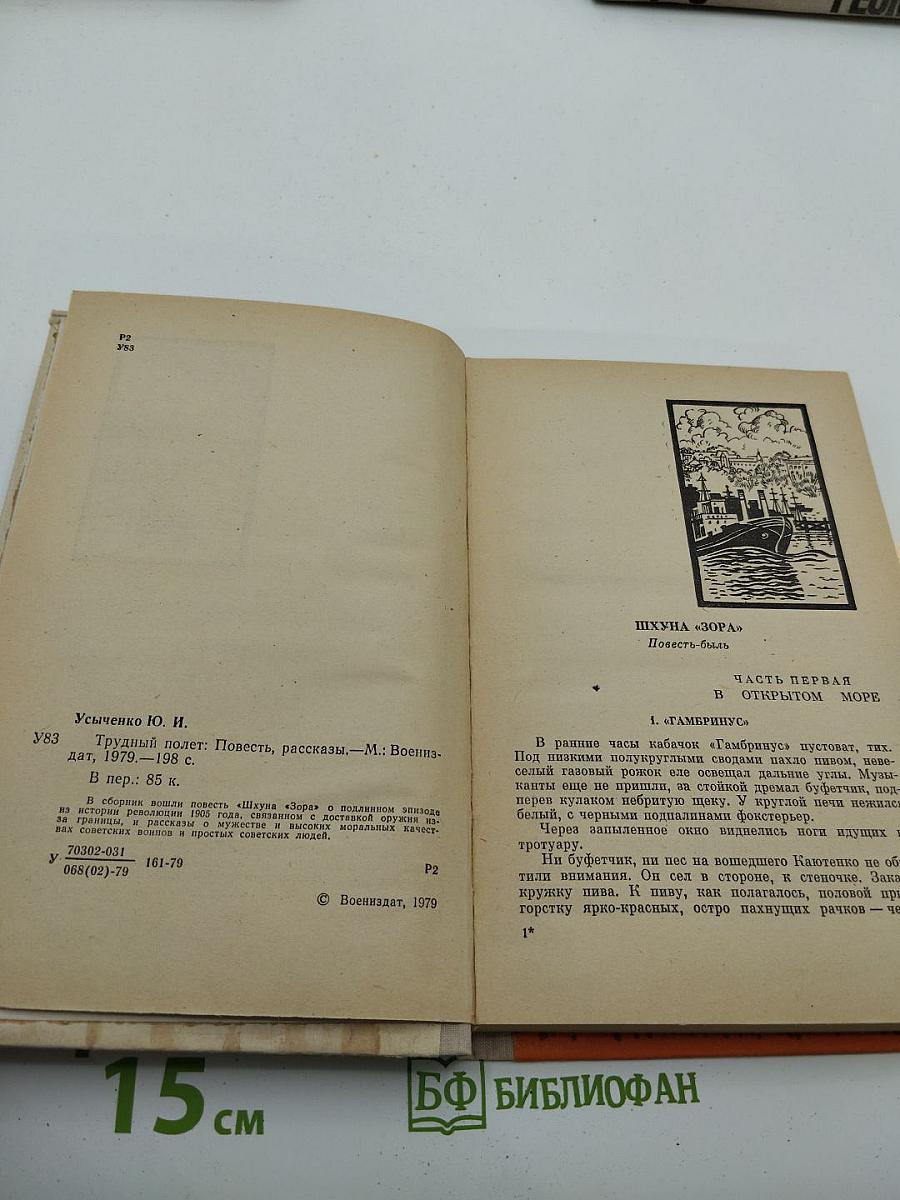 ГЕОР
Р2
У83
Усыченко Ю. И.
У83 Трудный полет: Повесть, рассказы.—М.: Воениз-
дат, 1979.—198 с.
В пер.: 85 к.
В сборник вошли повесть «Шхуна «Зора» о подлинном эпизоде
из истории революции 1905 года, связанном с доставкой оружия из-
за границы, и рассказы о мужестве и высоких моральных качест-
вах советских воинов и простых советских людей.
У 70302-031
068(02)-79 161-79
Р2
© Воениздат, 1979
ШХУНА «ЗОРА»
Повесть-быль
ЧАСТЬ ПЕРВАЯ
В ОТКРЫТОМ МОРЕ
1. «ГАМБРИНУС»
В ранние часы кабачок «Гамбринус» пустоват, тих.
Под низкими полукруглыми сводами пахло пивом, неве-
селый газовый рожок еле освещал дальние углы. Музы-
канты еще не пришли, за стойкой дремал буфетчик, под-
перев кулаком небритую щеку. У круглой печи нежился
белый, с черными подпалинами фокстерьер.
Через запыленное окно виднелись ноги идущих
тротуару.
Ни буфетчик, ни пес на вошедшего Каютенко не об
тили внимания. Он сел в стороне, к стеночке. Зака
кружку пива. К пиву, как полагалось, половой при
горстку ярко-красных, остро пахнущих рачков — че
1*
15 см
БФ БИБЛИОФАН